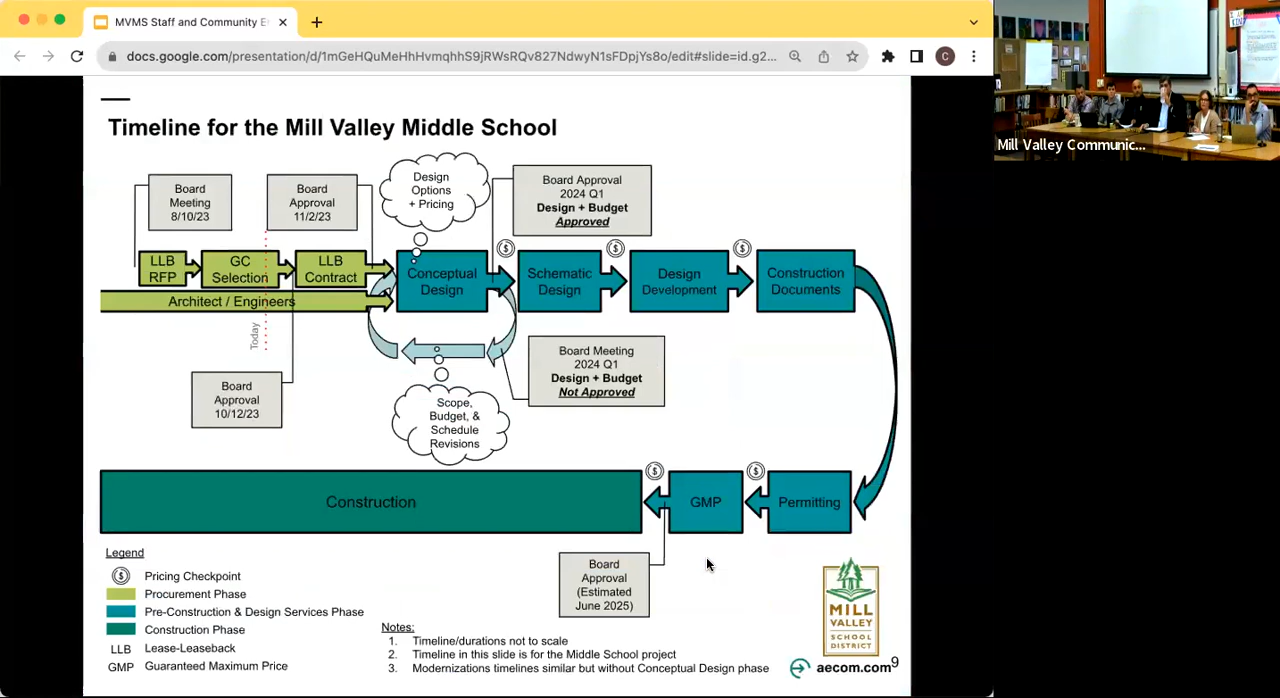 MVMS Staff and Community E
docs.google.com/presentation/d/1mGeHQuMeHhHvmqhhS9jRWsRQv827NdwyN1sFDpjYs8o/edit#slide=id.g2...
C
Mill Valley Communic...
Timeline for the Mill Valley Middle School
Board
Meeting
8/10/23
Board
Approval
11/2/23
Design
Options
+ Pricing
Board Approval
2024 Q1
Design + Budget
Approved
LLB
RFP
GC
Selection
LLB
Contract
Conceptual
Design
$
Schematic
Design
$
Design
Development
$
Construction
Documents
Architect / Engineers
Today
Board
Approval
10/12/23
Board Meeting
2024 Q1
Design + Budget
Not Approved
Scope,
Budget, &
Schedule
Revisions
Construction
$
GMP
$
Permitting
Board
Approval
(Estimated
June 2025)
Legend
$ Pricing Checkpoint
Procurement Phase
Pre-Construction & Design Services Phase
Construction Phase
LLB Lease-Leaseback
GMP Guaranteed Maximum Price
Notes:
1. Timeline/durations not to scale
2. Timeline in this slide is for the Middle School project
3. Modernizations timelines similar but without Conceptual Design phase
MILL
VALLEY
SCHOOL
DISTRICT
aecom.com
9